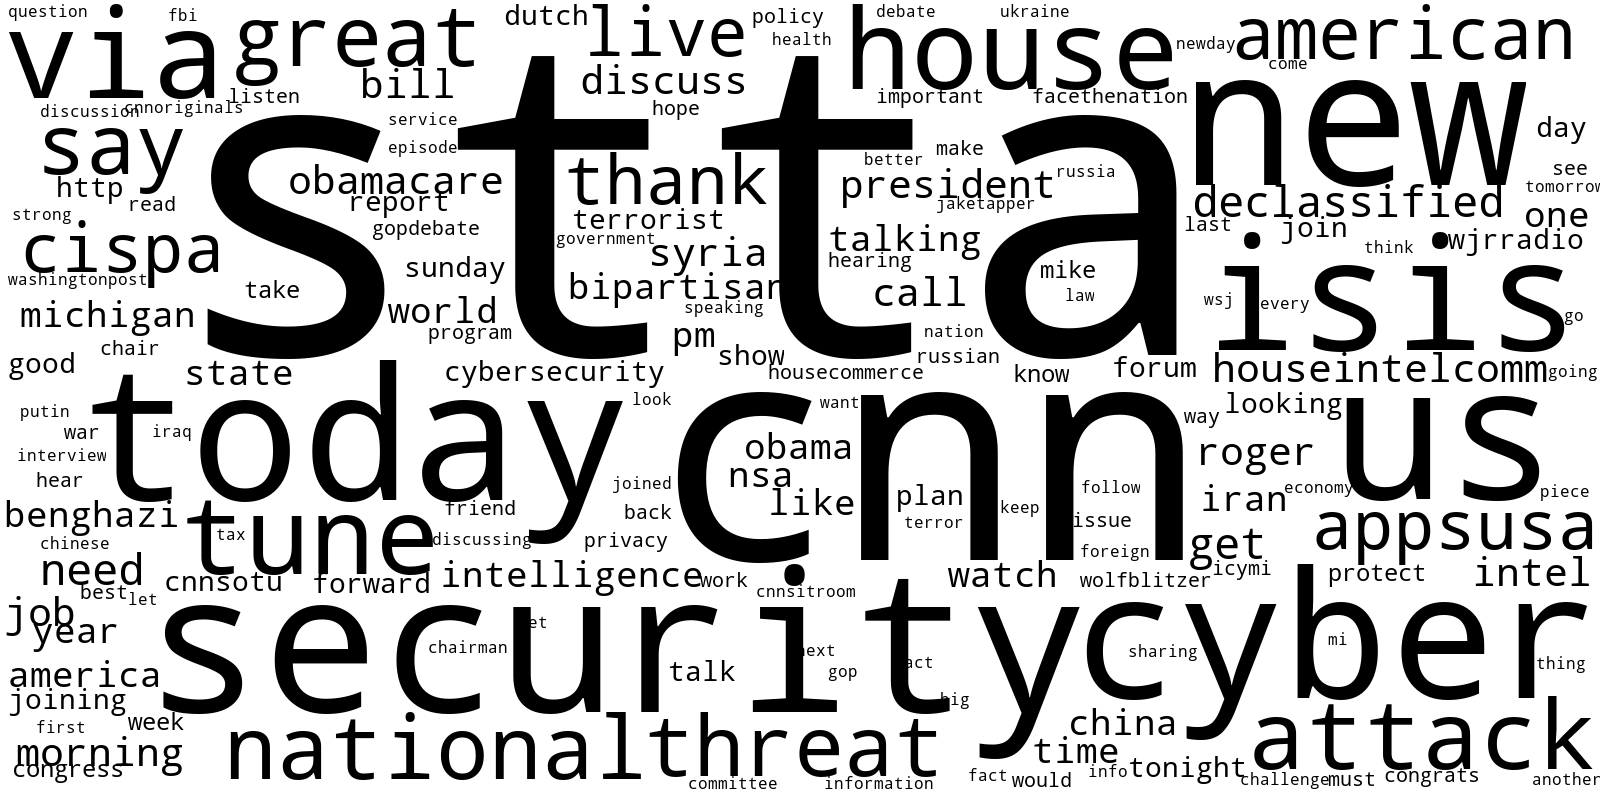 question
fbi
dutch
live
policy
debate
ukraine
american
via
great
house
health
newday
come
bill
discuss
new
listen
important
facethenation
discussion
cnnoriginals
hope
stta
say
service
day
episode
thank
better
make
http
obamacare
president
russia
see
read
report
jaketapper
declassified
tomorrow
strong
gopdebate
terrorist
last
join
one
cispa
government
syria
talking
think
wjrradio
washingtonpost
sunday
hearing
mike
isis
take
bipartisan
call
law
wsj
every
michigan
world
speaking
go
program
pm
nation
chair
show
russian
good
state
cybersecurity
housecommerce
know
forum
houseintelcomm
going
today
look
cnn
want
way
looking
us
putin
war
iraq
obama
roger
interview
hear
nsa
joined
like
plan
follow
iran
economy
piece
benghazi
tune
friend
back
terror
keep
issue
appsusa
tax
chinese
discussing
privacy
foreign
get
need
cnnsotu
forward
intelligence
work
watch
wolfblitzer
icymi
protect
intel
best
let
cnnsitroom
job
year
security
cyber
chairman
next
sharing
mi
talk
gop
act
thing
america
joining
big
first
week
china
attack
morning
national
threat
time
congress
committee
information
fact
would
info
tonight
challenge
must
congrats
another